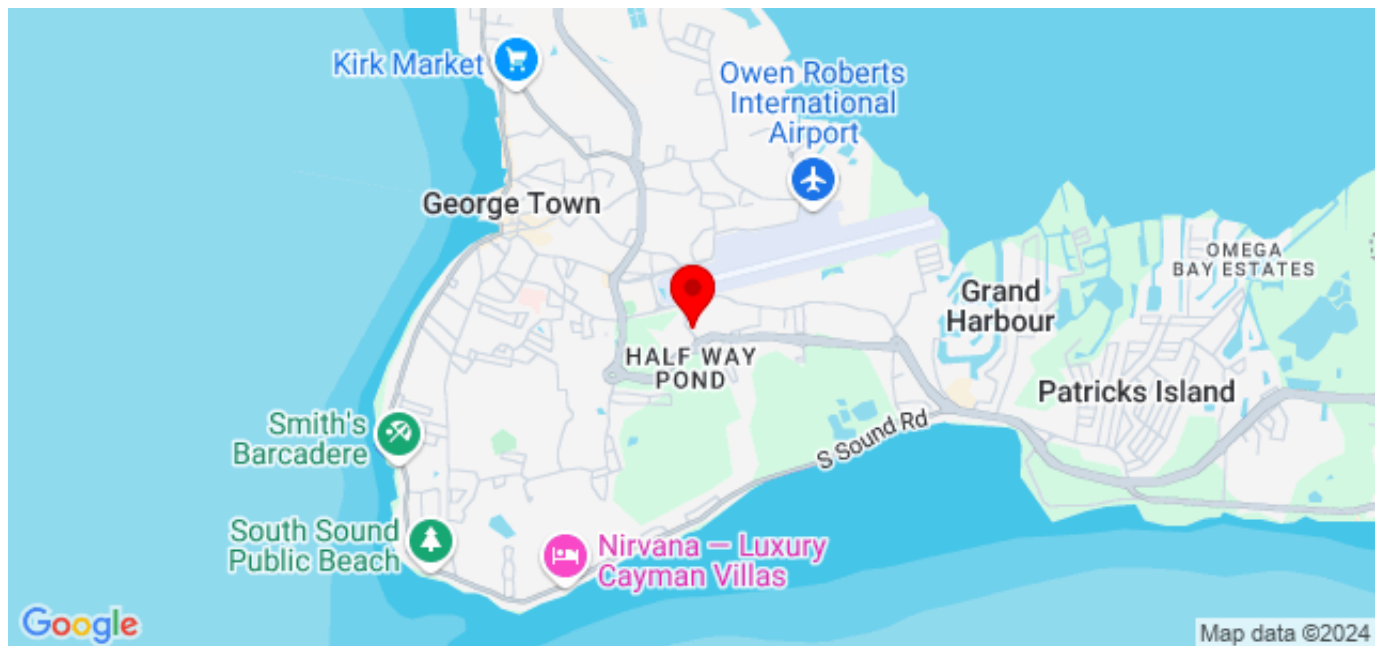 Kirk Market
Owen Roberts
International
Airport
George Town
OMEGA
BAY ESTATES
Grand
Harbour
HALF WAY
POND
Patricks Island
Smith's
Barcadere
S Sound Rd
South Sound
Public Beach
Nirvana — Luxury
Cayman Villas
Google
Map data ©2024